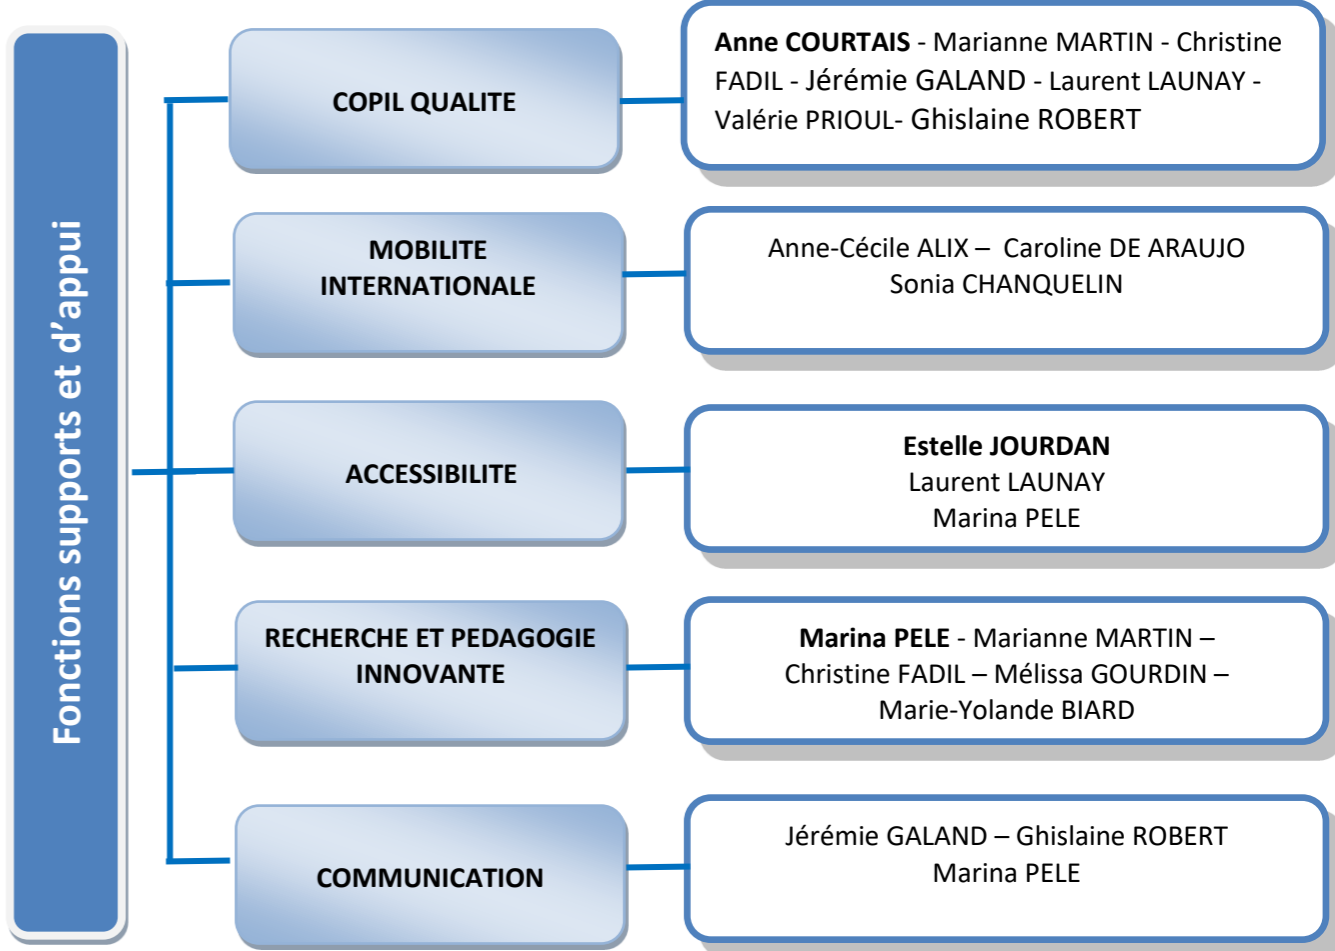 Fonctions supports et d’appui
COPIL QUALITE
Anne COURTAIS - Marianne MARTIN - Christine
FADIL - Jérémie GALAND - Laurent LAUNAY -
Valérie PRIOUL- Ghislaine ROBERT
MOBILITE
INTERNATIONALE
Anne-Cécile ALIX – Caroline DE ARAUJO
Sonia CHANQUELIN
ACCESSIBILITE
Estelle JOURDAN
Laurent LAUNAY
Marina PELE
RECHERCHE ET PEDAGOGIE
INNOVANTE
Marina PELE - Marianne MARTIN –
Christine FADIL – Mélissa GOURDIN –
Marie-Yolande BIARD
COMMUNICATION
Jérémie GALAND – Ghislaine ROBERT
Marina PELE